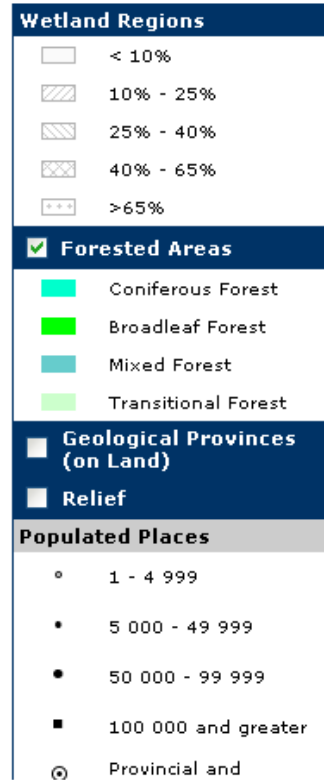 Wetland Regions
< 10%
10% - 25%
25% - 40%
40% - 65%
>65%
Forested Areas
Coniferous Forest
Broadleaf Forest
Mixed Forest
Transitional Forest
Geological Provinces
(on Land)
Relief
Populated Places
1 - 4 999
5 000 - 49 999
50 000 - 99 999
100 000 and greater
Provincial and